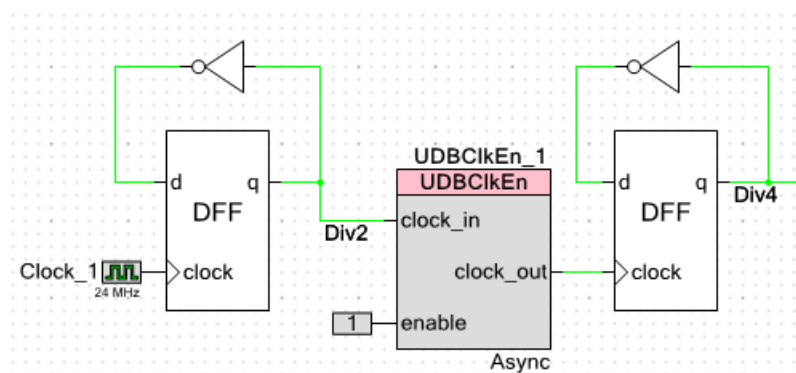 d
q
DFF
Clock_1
24 MHz
clock
Div2
UDBClkEn_1
UDBClkEn
clock_in
clock_out
1
enable
Async
d
q
DFF
clock
Div4